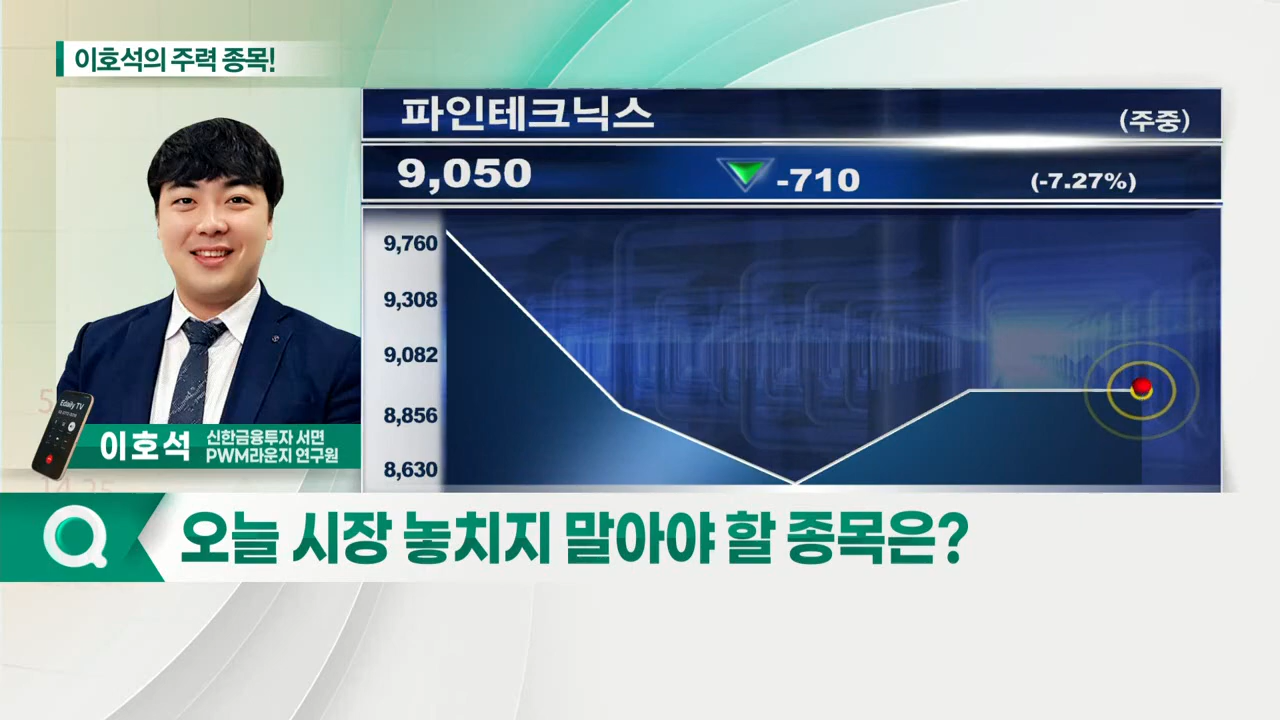 이호석의 주력 종목!
파인테크닉스 (주중)
9,050 -710 (-7.27%)
9,760
9,308
9,082
8,856
8,630
Edaily TV
이호석 신한금융투자 서면
PWM라운지 연구원
오늘 시장 놓치지 말아야 할 종목은?